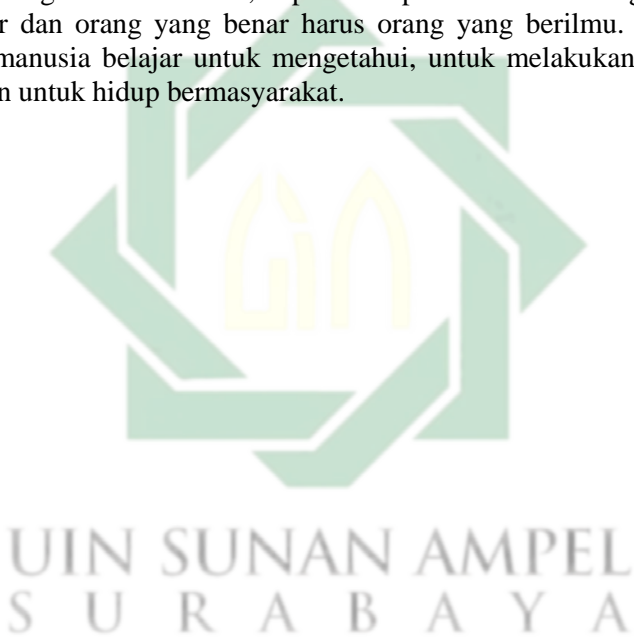 r dan orang yang benar harus orang yang berilmu.
manusia belajar untuk mengetahui, untuk melakukan
n untuk hidup bermasyarakat.
UIN
UIN SUNAN AMPEL
S U R A B A Y A